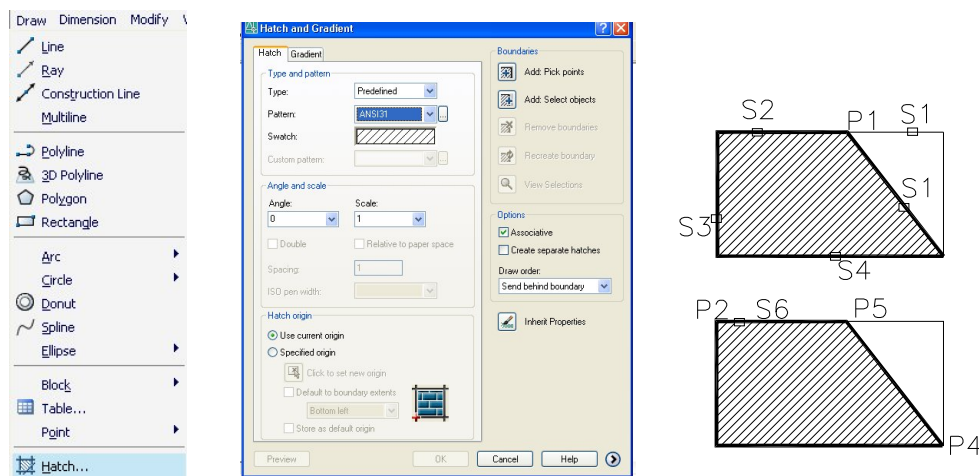 Draw Dimension Modify
Line
Ray
Construction Line
Multiline
Polyline
3D Polyline
Polygon
Rectangle
Arc
Circle
Donut
Spline
Ellipse
Block
Table...
Point
Hatch...
Hatch and Gradient
Hatch Gradient
Type and pattern
Type: Predefined
Pattern: ANSI31
Swatch:
Custom pattern:
Angle and scale
Angle: Scale:
0 1
Double Relative to paper space
Spacing: 1
ISO pen width:
Hatch origin
Use current origin
Specified origin
Click to set new origin
Default to boundary extents
Bottom left
Store as default origin
Boundaries
Add: Pick points
Add: Select objects
Remove boundaries
Recreate boundary
View Selections
Options
Associative
Create separate hatches
Draw order:
Send behind boundary
Inherit Properties
Preview OK Cancel Help
S2 P1 S1
S1
S3
S4
P2 S6 P5
P4